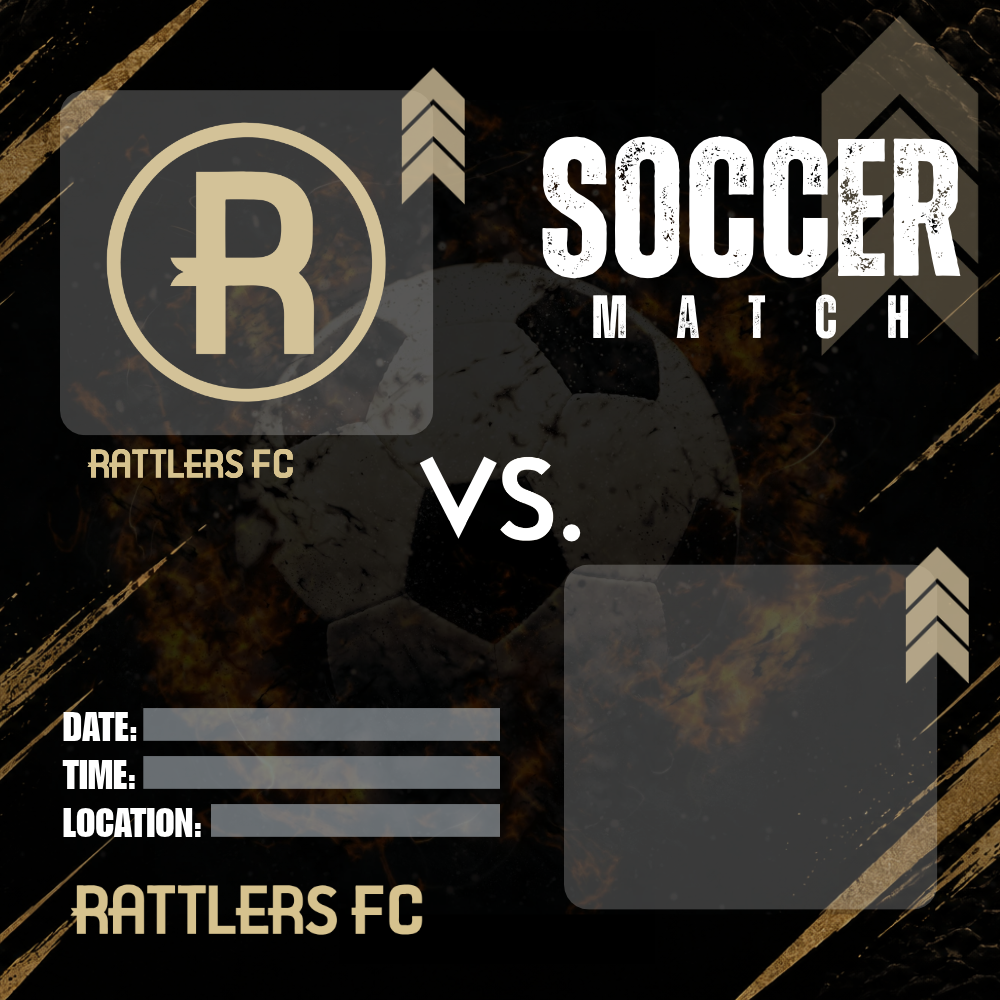 R
SOCCER
MATCH
RATTLERS FC
VS.
DATE:
TIME:
LOCATION:
RATTLERS FC